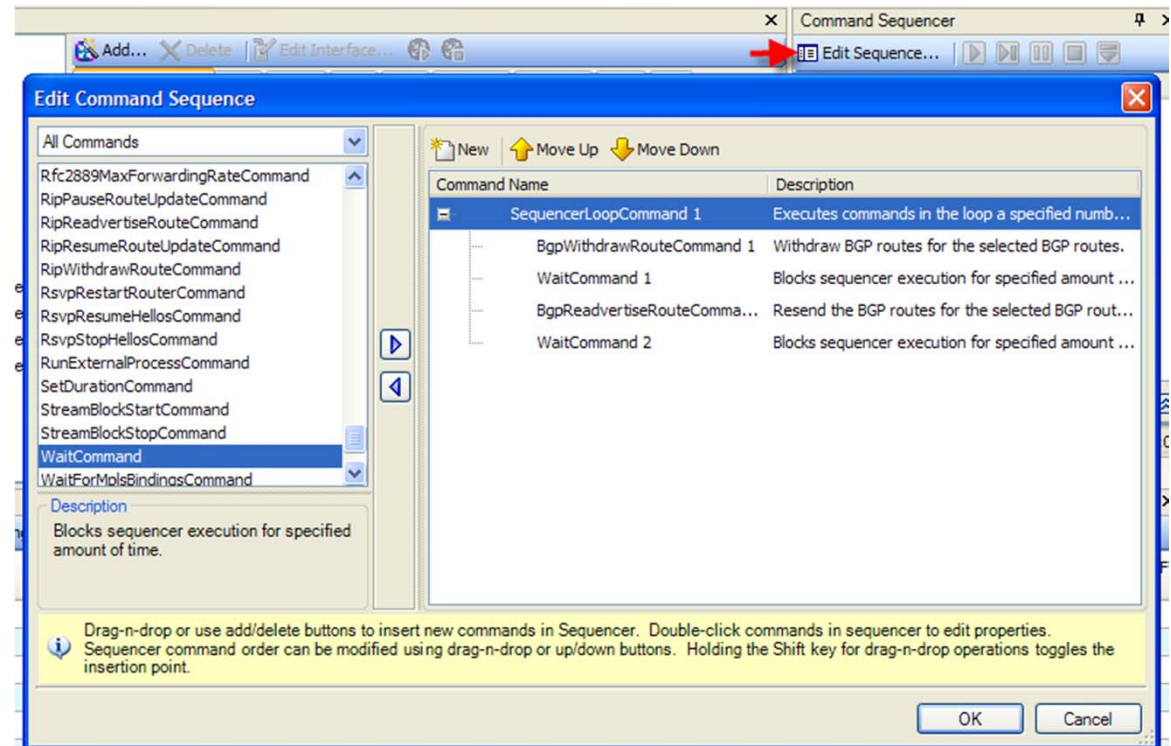 Command Sequencer
Add... Delete Edit Interface...
Edit Sequence...
Edit Command Sequence
All Commands
Rfc2889MaxForwardingRateCommand
RipPauseRouteUpdateCommand
RipReadvertiseRouteCommand
RipResumeRouteUpdateCommand
RipWithdrawRouteCommand
RsvpRestartRouterCommand
RsvpResumeHellosCommand
RsvpStopHellosCommand
RunExternalProcessCommand
SetDurationCommand
StreamBlockStartCommand
StreamBlockStopCommand
WaitCommand
WaitForMplsBindingsCommand
Description
Blocks sequencer execution for specified
amount of time.
New Move Up Move Down
Command Name Description
SequencerLoopCommand 1 Executes commands in the loop a specified numb...
BgpWithdrawRouteCommand 1 Withdraw BGP routes for the selected BGP routes.
WaitCommand 1 Blocks sequencer execution for specified amount ...
BgpReadvertiseRouteComma... Resend the BGP routes for the selected BGP rout...
WaitCommand 2 Blocks sequencer execution for specified amount ...
Drag-n-drop or use add/delete buttons to insert new commands in Sequencer. Double-click commands in sequencer to edit properties.
Sequencer command order can be modified using drag-n-drop or up/down buttons. Holding the Shift key for drag-n-drop operations toggles the
insertion point.
OK Cancel